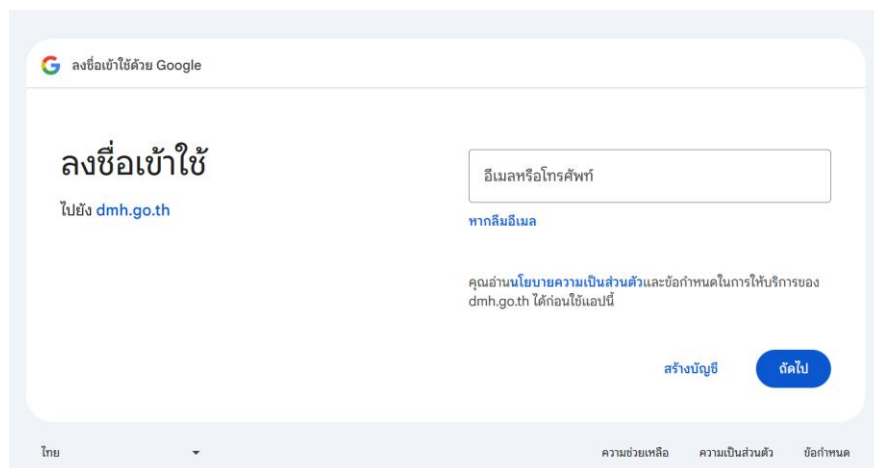 ลงชื่อเข้าใช้ด้วย Google
ลงชื่อเข้าใช้
ไปยัง dmh.go.th
อีเมลหรือโทรศัพท์
หากลืมอีเมล
คุณอ่านนโยบายความเป็นส่วนตัวและข้อกำหนดในการให้บริการของ
dmh.go.th ได้ก่อนใช้แอปนี้
สร้างบัญชี
ถัดไป
ไทย
ความช่วยเหลือ ความเป็นส่วนตัว ข้อกำหนด